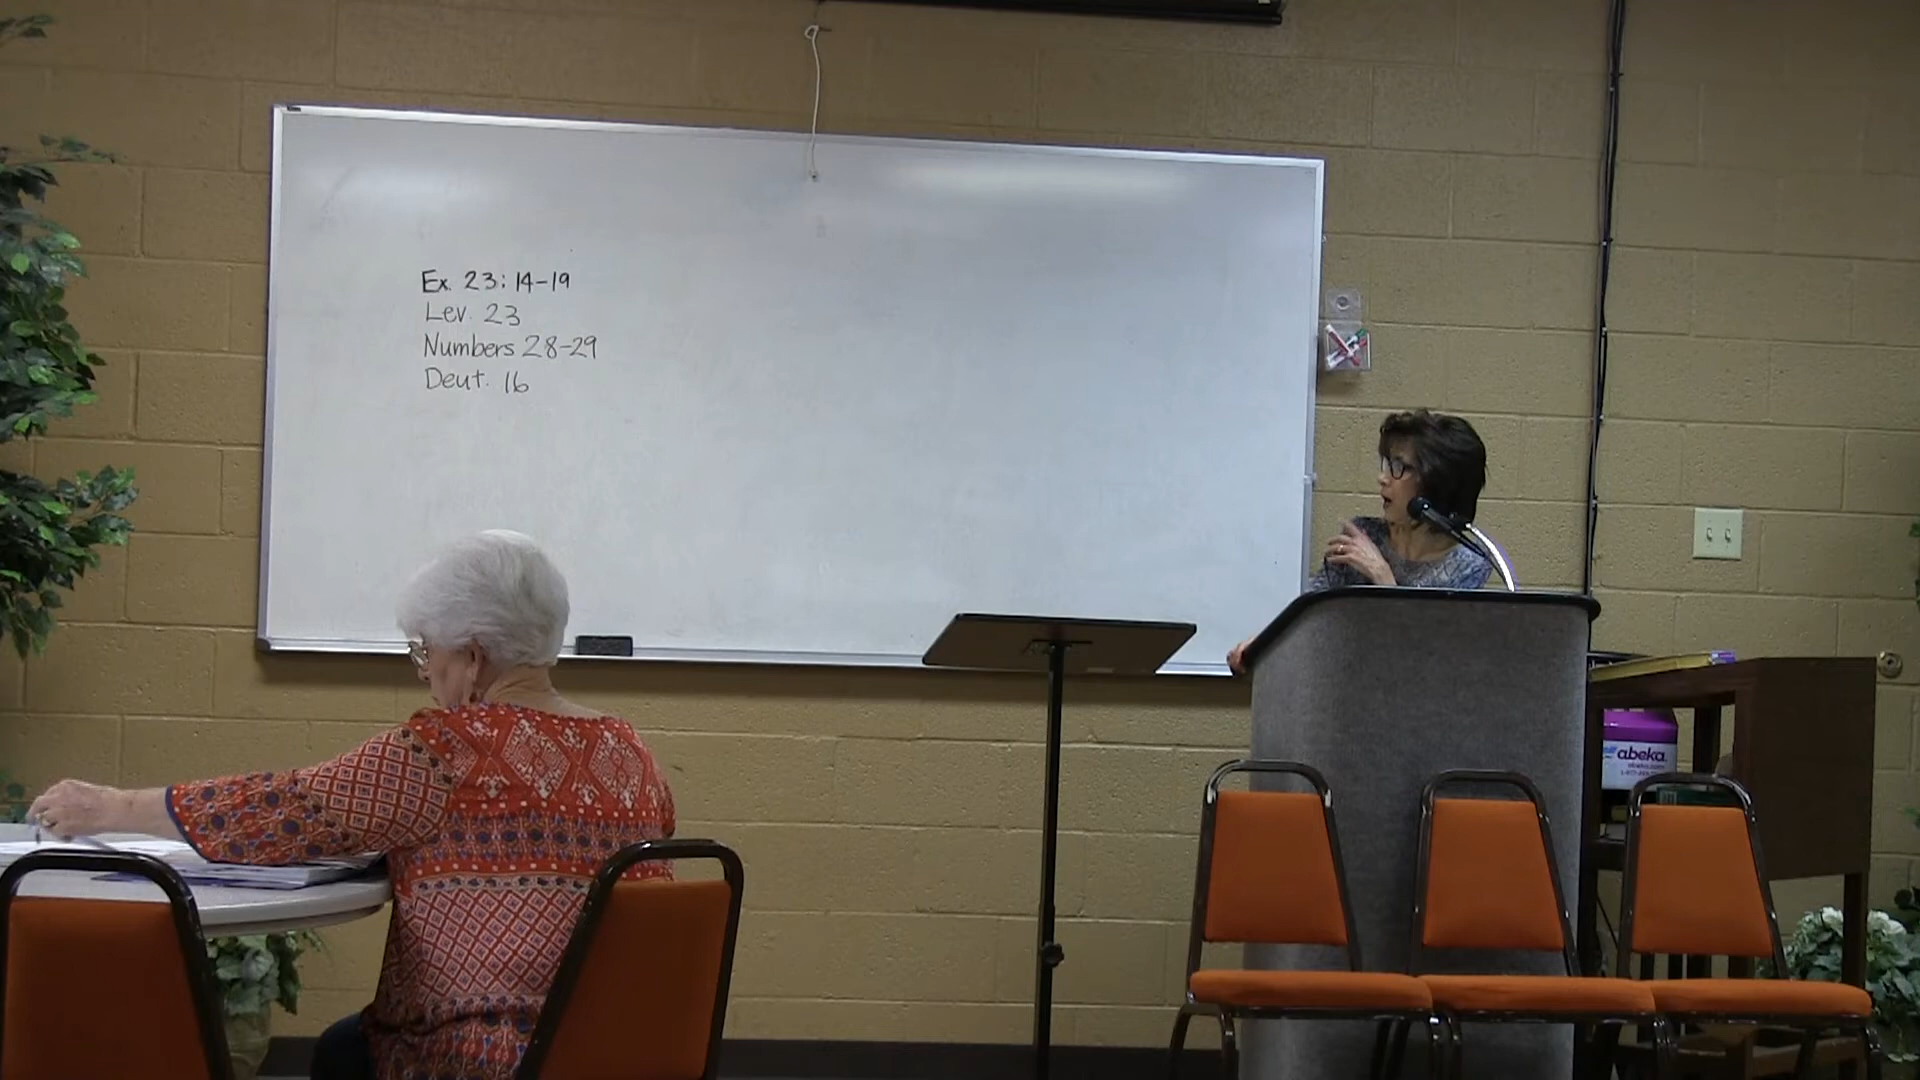 Ex. 23:14-19
Lev. 23
Numbers 28-29
Deut. 16
abeka